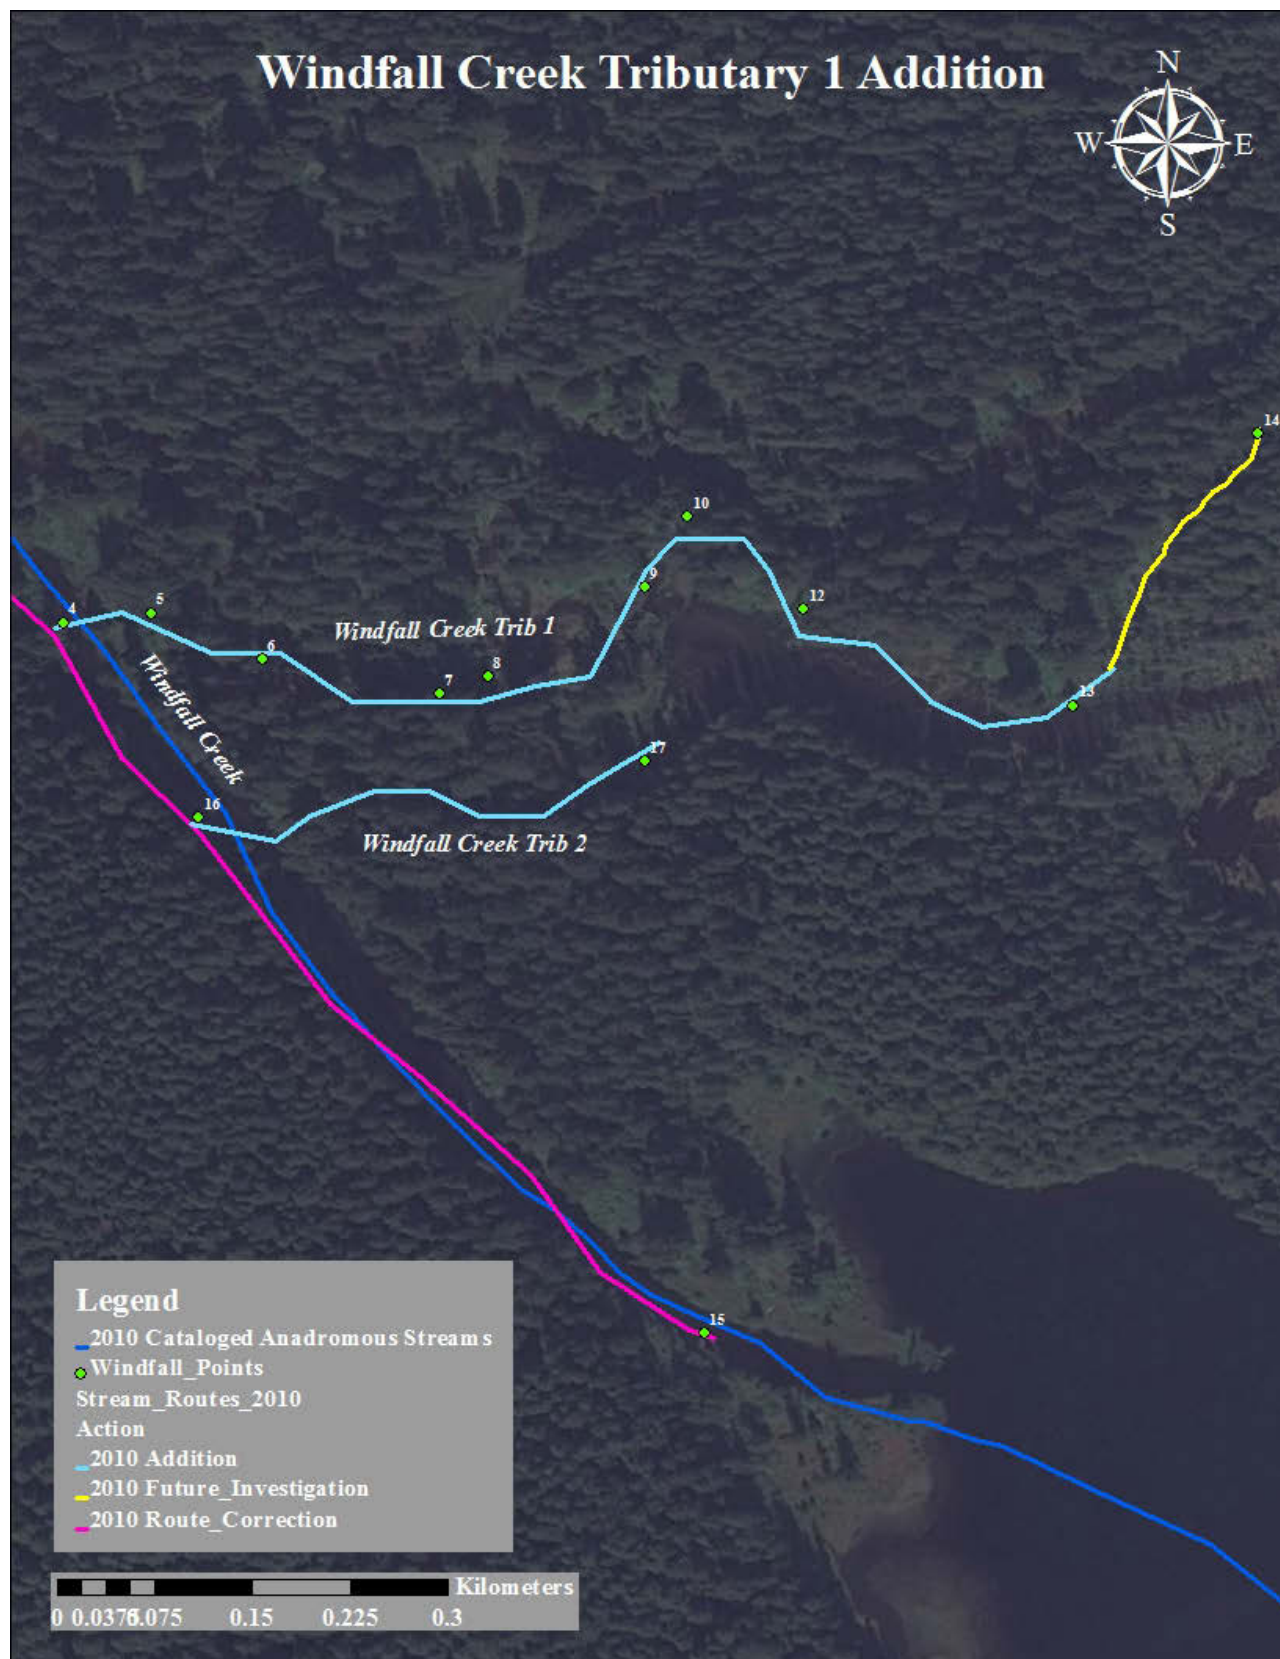 Windfall Creek Tributary 1 Addition
N
W E
S
14
10
9
12
5
4
Windfall Creek Trib 1
6
8
7
13
Windfall Creek
17
16
Windfall Creek Trib 2
15
Legend
2010 Cataloged Anadromous Streams
Windfall_Points
Stream_Routes_2010
Action
2010 Addition
2010 Future_Investigation
2010 Route_Correction
Kilometers
0 0.0375 0.075 0.15 0.225 0.3